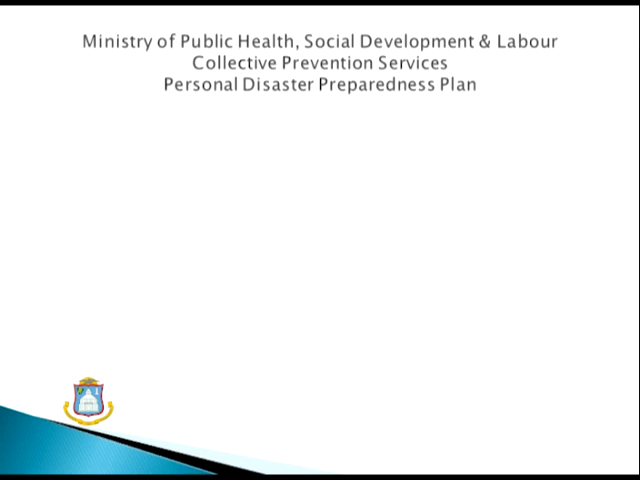 Ministry of Public Health, Social Development & Labour
Collective Prevention Services
Personal Disaster Preparedness Plan